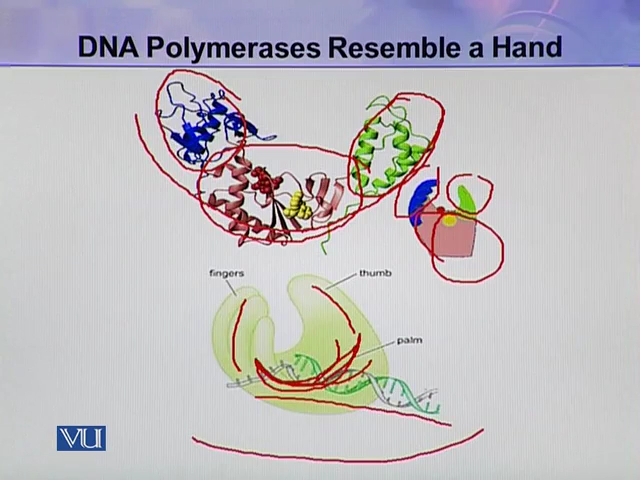 DNA Polymerases Resemble a Hand
fingers
thumb
palm
VU